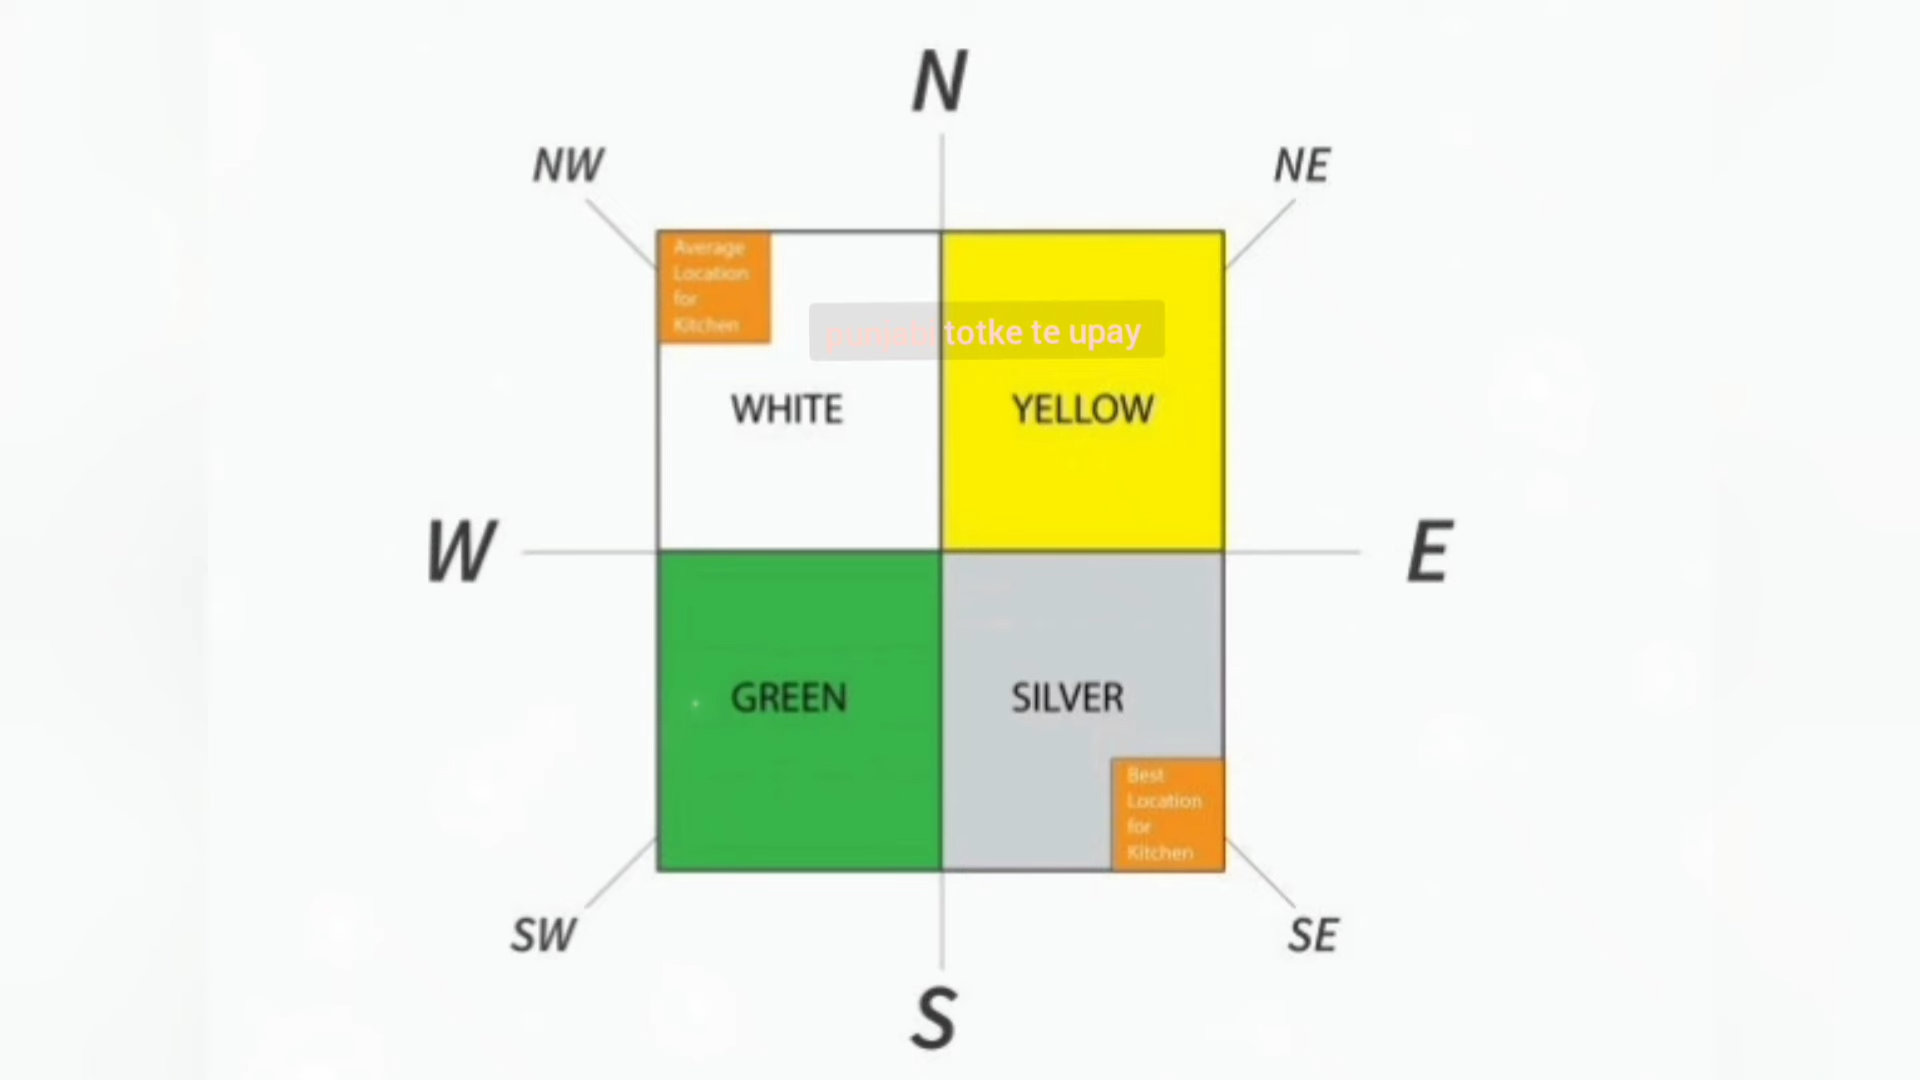 N
NW
NE
Average
Location
for
Kitchen
punjabi totke te upay
WHITE
YELLOW
W
E
GREEN
SILVER
Best
Location
for
Kitchen
SW
SE
S